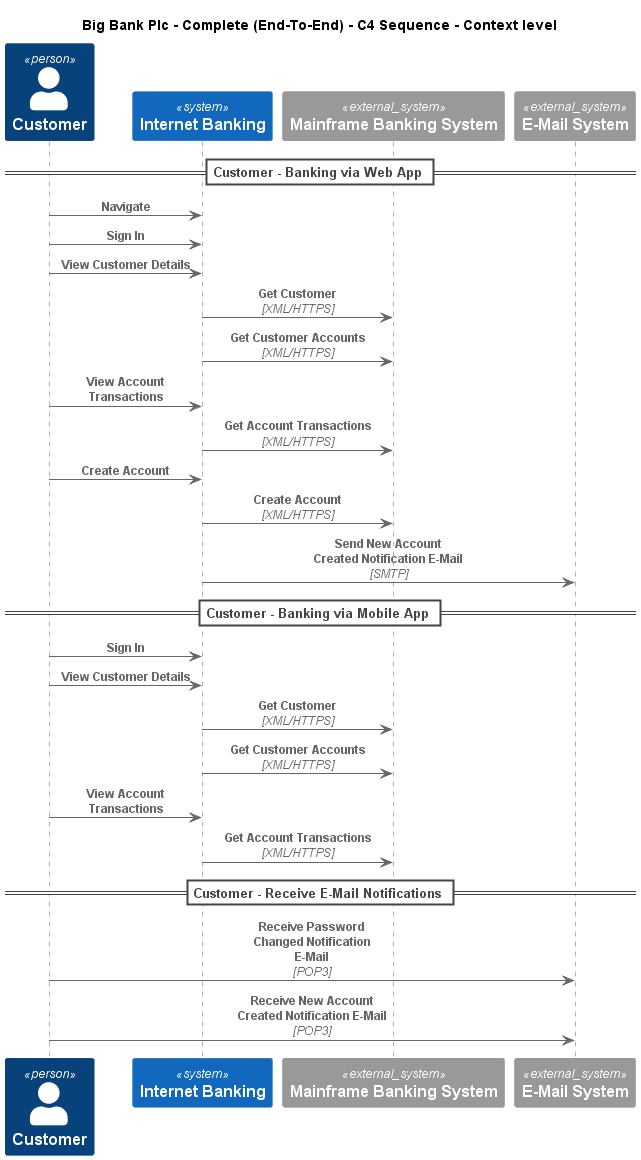 Big Bank Plc - Complete (End-To-End) - C4 Sequence - Context level
«person»
Customer
«system»
Internet Banking
«external_system»
Mainframe Banking System
«external_system»
E-Mail System
Customer - Banking via Web App
Navigate
Sign In
View Customer Details
Get Customer
[XML/HTTPS]
Get Customer Accounts
[XML/HTTPS]
View Account
Transactions
Get Account Transactions
[XML/HTTPS]
Create Account
Create Account
[XML/HTTPS]
Send New Account
Created Notification E-Mail
[SMTP]
Customer - Banking via Mobile App
Sign In
View Customer Details
Get Customer
[XML/HTTPS]
Get Customer Accounts
[XML/HTTPS]
View Account
Transactions
Get Account Transactions
[XML/HTTPS]
Customer - Receive E-Mail Notifications
Receive Password
Changed Notification
E-Mail
[POP3]
Receive New Account
Created Notification E-Mail
[POP3]
«person»
Customer
«system»
Internet Banking
«external_system»
Mainframe Banking System
«external_system»
E-Mail System